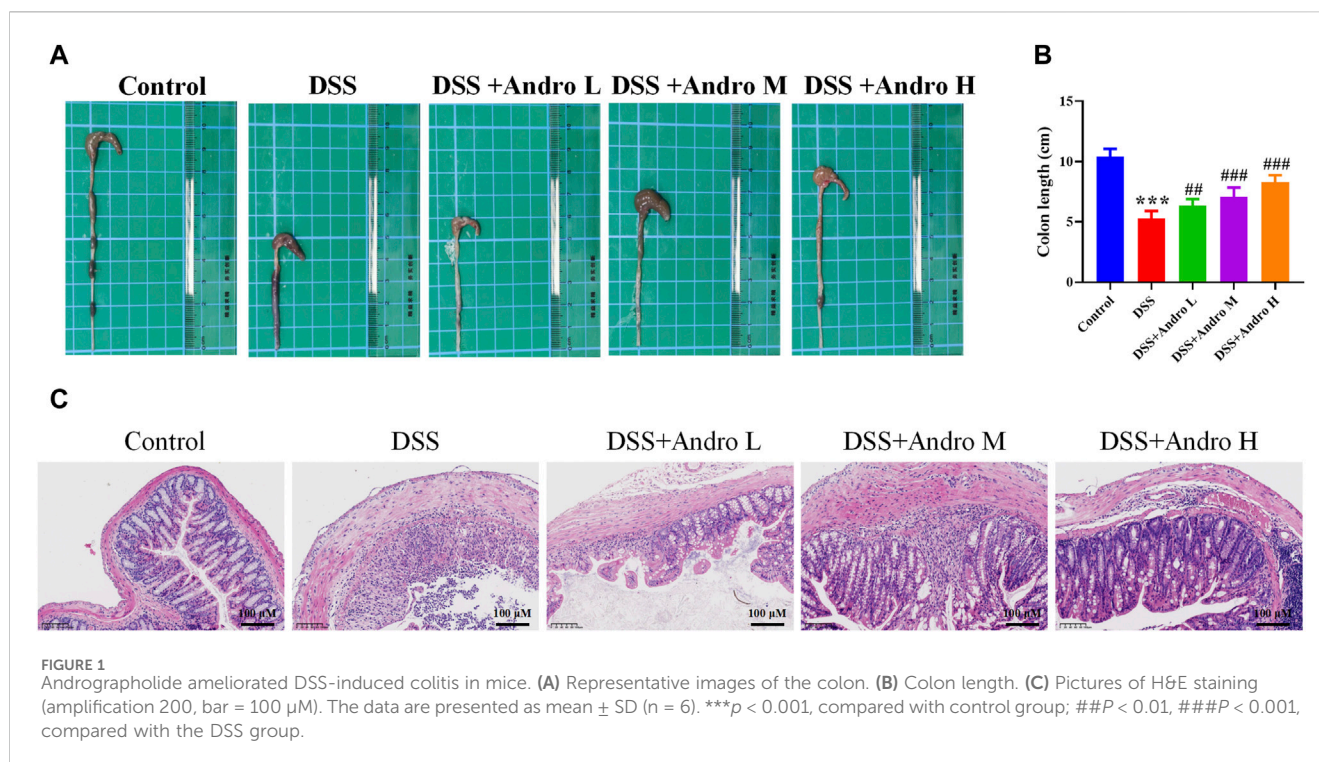 A
Control
DSS
DSS +Andro L
DSS +Andro M
DSS +Andro H
B
Colon length (cm)
15
10
5
0
***
##
###
###
Control
DSS
DSS+Andro L
DSS+Andro M
DSS+Andro H
C
Control
DSS
DSS+Andro L
DSS+Andro M
DSS+Andro H
100 μM
100 μM
100 μM
100 μM
100 μM
FIGURE 1
Andrographolide ameliorated DSS-induced colitis in mice. (A) Representative images of the colon. (B) Colon length. (C) Pictures of H&E staining
(amplification 200, bar = 100 μM). The data are presented as mean ± SD (n = 6). ***p < 0.001, compared with control group; ##P < 0.01, ###P < 0.001,
compared with the DSS group.